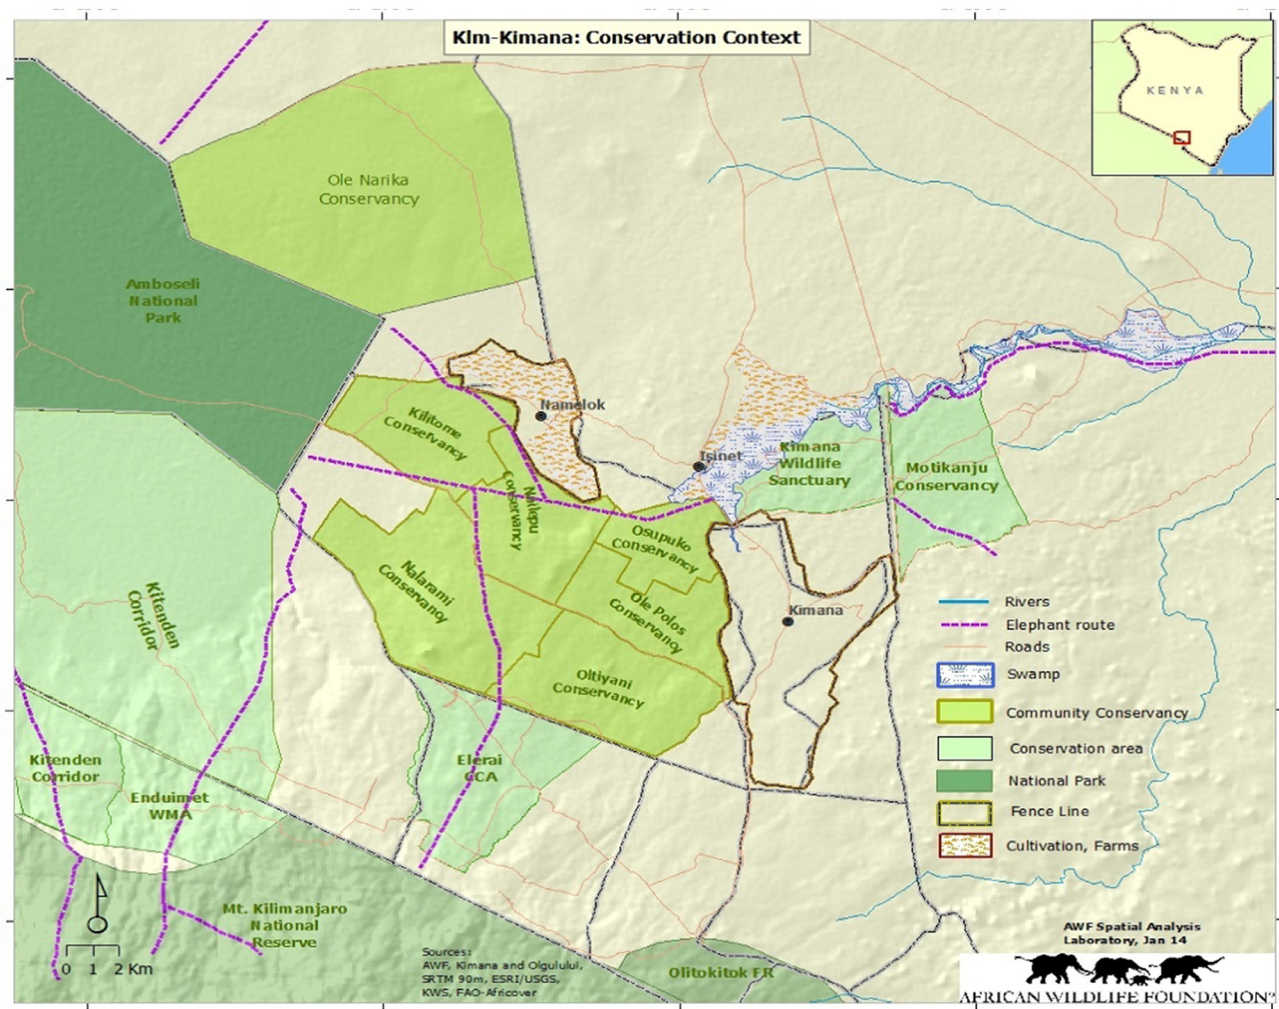 Klm-Kimana: Conservation Context
KENYA
Ole Narika
Conservancy
Amboseli
National
Park
Kilitome
Conservancy
Namelok
Isinet
Kimana
Wildlife
Sanctuary
Motikanju
Conservancy
Nailepu
Conservancy
Osupuko
Conservancy
Nalarami
Conservancy
Ole Polos
Conservancy
Kimana
Kitenden
Corridor
Oltiyani
Conservancy
Elerai
CCA
Kitenden
Corridor
Enduimet
WMA
Mt. Kilimanjaro
National
Reserve
Olitokitok FR
Rivers
Elephant route
Roads
Swamp
Community Conservancy
Conservation area
National Park
Fence Line
Cultivation, Farms
0 1 2 Km
Sources:
AWF, Kimana and Olgulului,
SRTM 90m, ESRI/USGS,
KWS, FAO-Africover
AWF Spatial Analysis
Laboratory, Jan 14
AFRICAN WILDLIFE FOUNDATION®